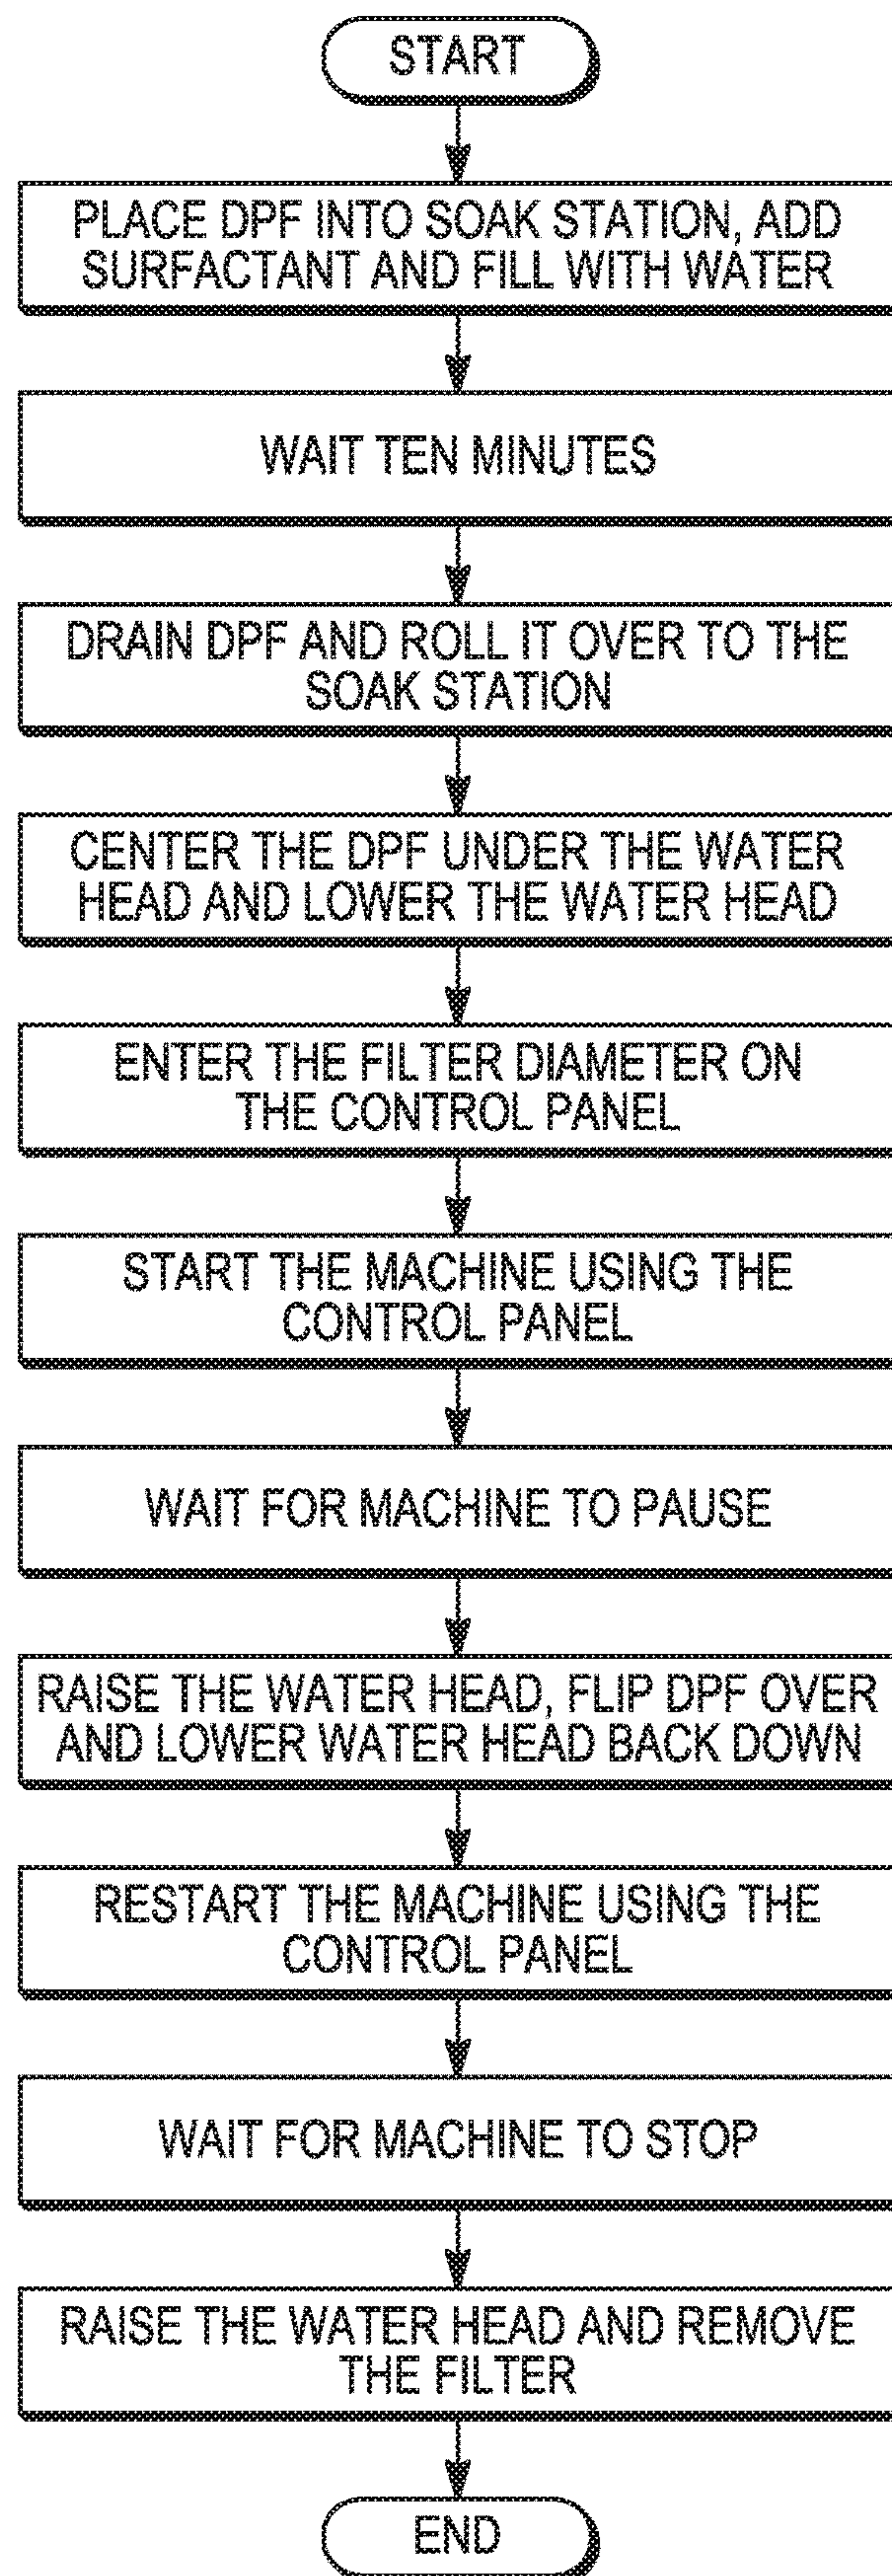 START
PLACE DPF INTO SOAK STATION, ADD
SURFACTANT AND FILL WITH WATER
WAIT TEN MINUTES
DRAIN DPF AND ROLL IT OVER TO THE
SOAK STATION
CENTER THE DPF UNDER THE WATER
HEAD AND LOWER THE WATER HEAD
ENTER THE FILTER DIAMETER ON
THE CONTROL PANEL
START THE MACHINE USING THE
CONTROL PANEL
WAIT FOR MACHINE TO PAUSE
RAISE THE WATER HEAD, FLIP DPF OVER
AND LOWER WATER HEAD BACK DOWN
RESTART THE MACHINE USING THE
CONTROL PANEL
WAIT FOR MACHINE TO STOP
RAISE THE WATER HEAD AND REMOVE
THE FILTER
END